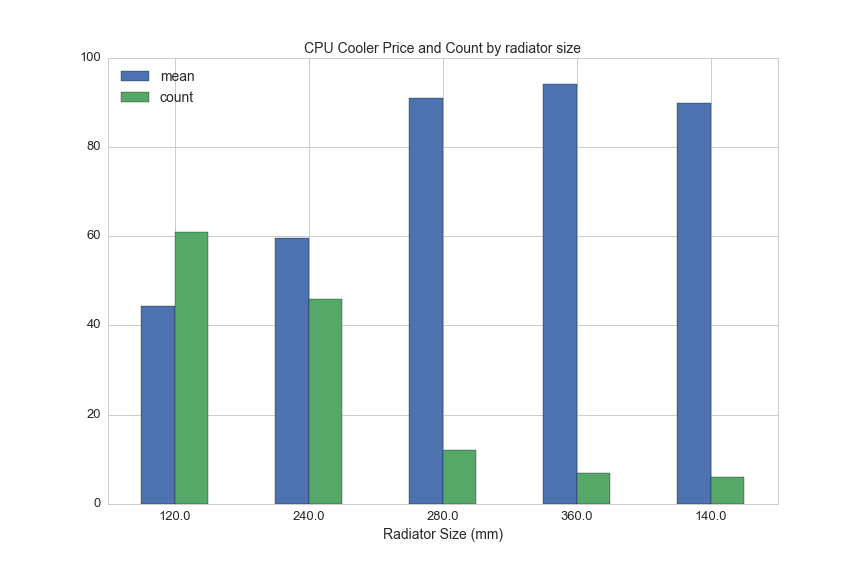 CPU Cooler Price and Count by radiator size
100
mean
count
80
60
40
20
0
120.0 240.0 280.0 360.0 140.0
Radiator Size (mm)